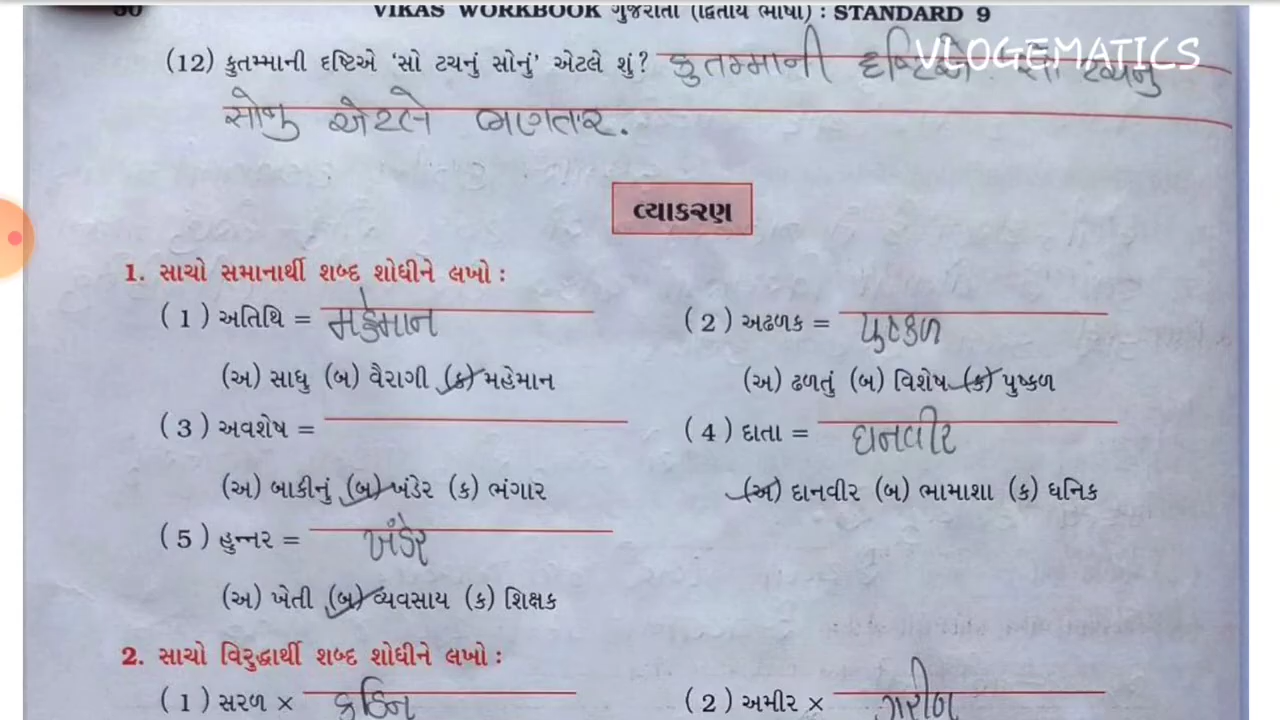 VIKAS WORKBOOK ગુજરાતી (દ્વિતીય ભાષા) : STANDARD 9
VLOGEMATICS
(12) કુતમ્માની દૃષ્ટિએ 'સો ટચનું સોનું' એટલે શું? કુતમ્માની દૃષ્ટિએ સો ટચનું
સોનુ એટલે ભણતર.
વ્યાકરણ
1. સાચો સમાનાર્થી શબ્દ શોધીને લખો :
(1) અતિથિ = મહેમાન (2) અઢળક = પુષ્કળ
(અ) સાધુ (બ) વૈરાગી (ક) મહેમાન (અ) ઢળતું (બ) વિશેષ (ક) પુષ્કળ
(3) અવશેષ = (4) દાતા = દાનવીર
(અ) બાકીનું (બ) ખંડેર (ક) ભંગાર (અ) દાનવીર (બ) ભામાશા (ક) ધનિક
(5) હુન્નર = ખંડેર
(અ) ખેતી (બ) વ્યવસાય (ક) શિક્ષક
2. સાચો વિરુદ્ધાર્થી શબ્દ શોધીને લખો :
(1) સરળ × કઠિન (2) અમીર × ગરીબ